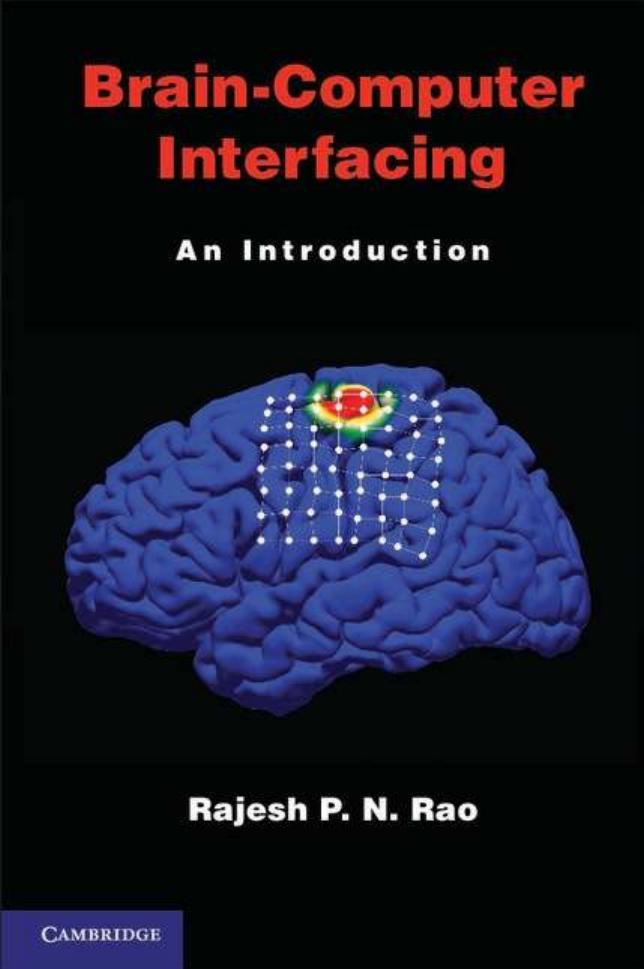 Brain-Computer
Interfacing
An Introduction
Rajesh P. N. Rao
CAMBRIDGE